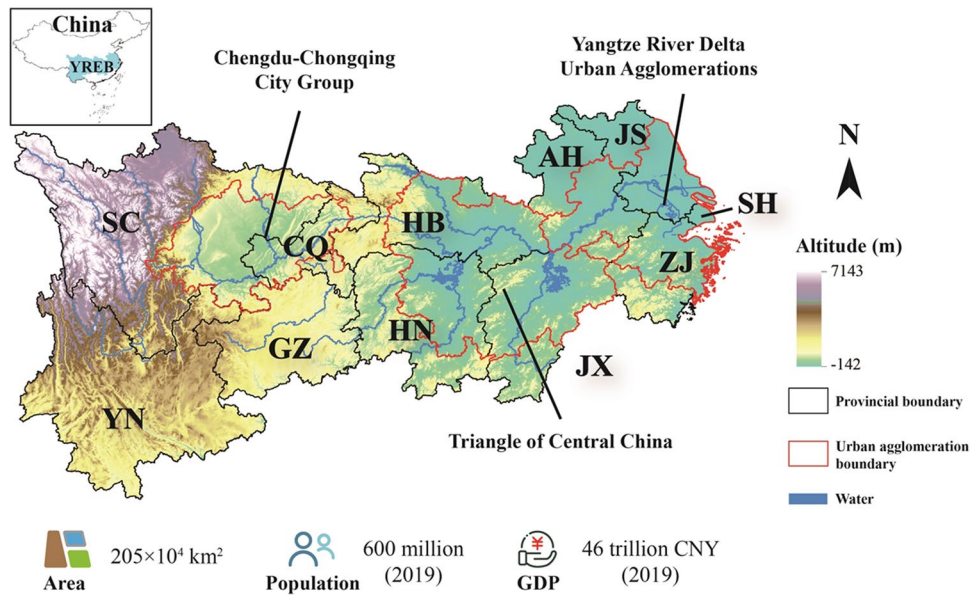 China
YREB
Chengdu-Chongqing
City Group
Yangtze River Delta
Urban Agglomerations
N
JS
AH
SH
SC
HB
CQ
ZJ
Altitude (m)
7143
-142
HN
GZ
JX
YN
Triangle of Central China
Provincial boundary
Urban agglomeration
boundary
Water
205×10⁴ km²
Area
600 million
(2019)
Population
¥
46 trillion CNY
(2019)
GDP